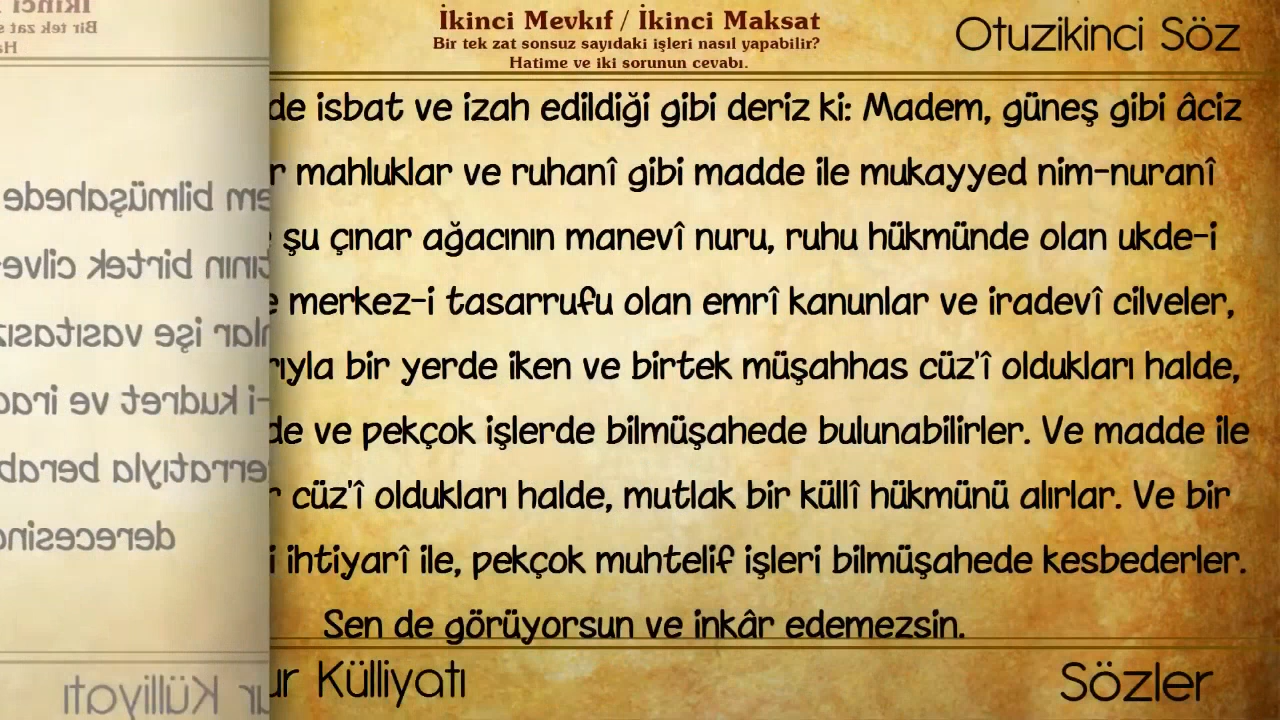 İkinci Mevkıf / İkinci Maksat
Bir tek zat sonsuz sayıdaki işleri nasıl yapabilir?
Hatime ve iki sorunun cevabı.
Otuzikinci Söz
de isbat ve izah edildiği gibi deriz ki: Madem, güneş gibi âciz
mahluklar ve ruhanî gibi madde ile mukayyed nim-nuranî
şu çınar ağacının manevî nuru, ruhu hükmünde olan ukde-i
merkez-i tasarrufu olan emrî kanunlar ve iradevî cilveler,
bir yerde iken ve birtek müşahhas cüz'î oldukları halde,
de ve pekçok işlerde bilmüşahede bulunabilirler. Ve madde ile
cüz'î oldukları halde, mutlak bir küllî hükmünü alırlar. Ve bir
ihtiyarî ile, pekçok muhtelif işleri bilmüşahede kesbederler.
Sen de görüyorsun ve inkâr edemezsin.
Külliyatı
Sözler